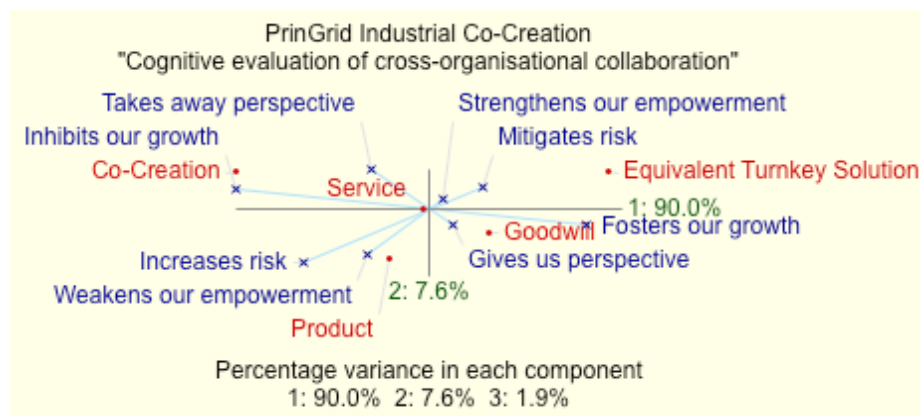 PrinGrid Industrial Co-Creation
"Cognitive evaluation of cross-organisational collaboration"
Takes away perspective
Strengthens our empowerment
Inhibits our growth
Mitigates risk
Co-Creation
Equivalent Turnkey Solution
Service
1: 90.0%
Goodwill
Fosters our growth
Increases risk
Gives us perspective
Weakens our empowerment
2: 7.6%
Product
Percentage variance in each component
1: 90.0% 2: 7.6% 3: 1.9%